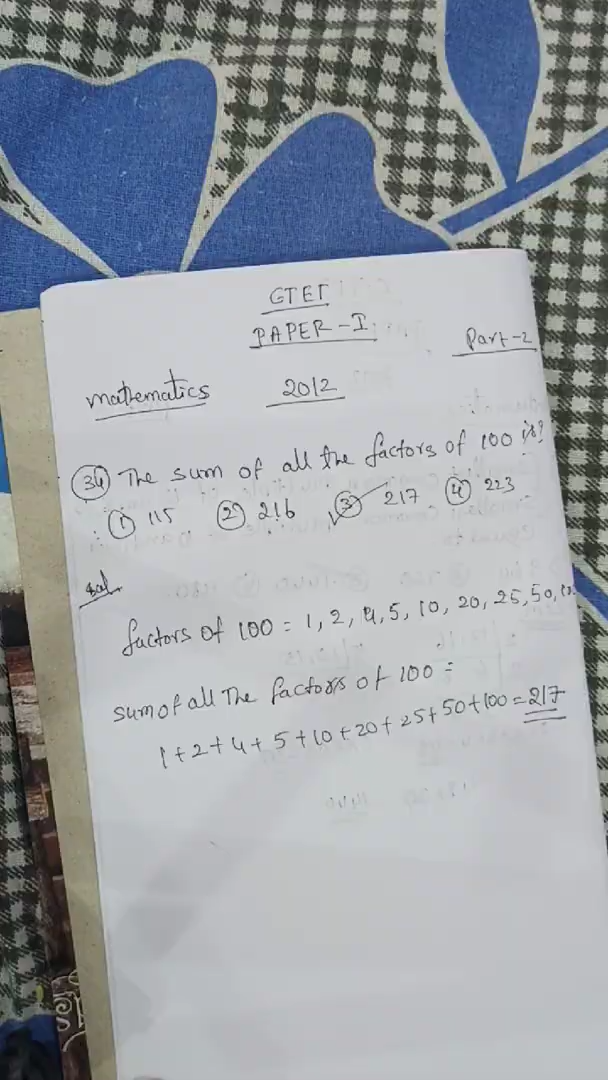 GTET
PAPER-I
Part-2
mathematics 2012
(34) The sum of all the factors of 100 is?
(1) 115 (2) 216 (3) 217 (4) 223
Sol
factors of 100 = 1, 2, 4, 5, 10, 20, 25, 50, 100
sum of all The factors of 100 =
1+2+4+5+10+20+25+50+100=217